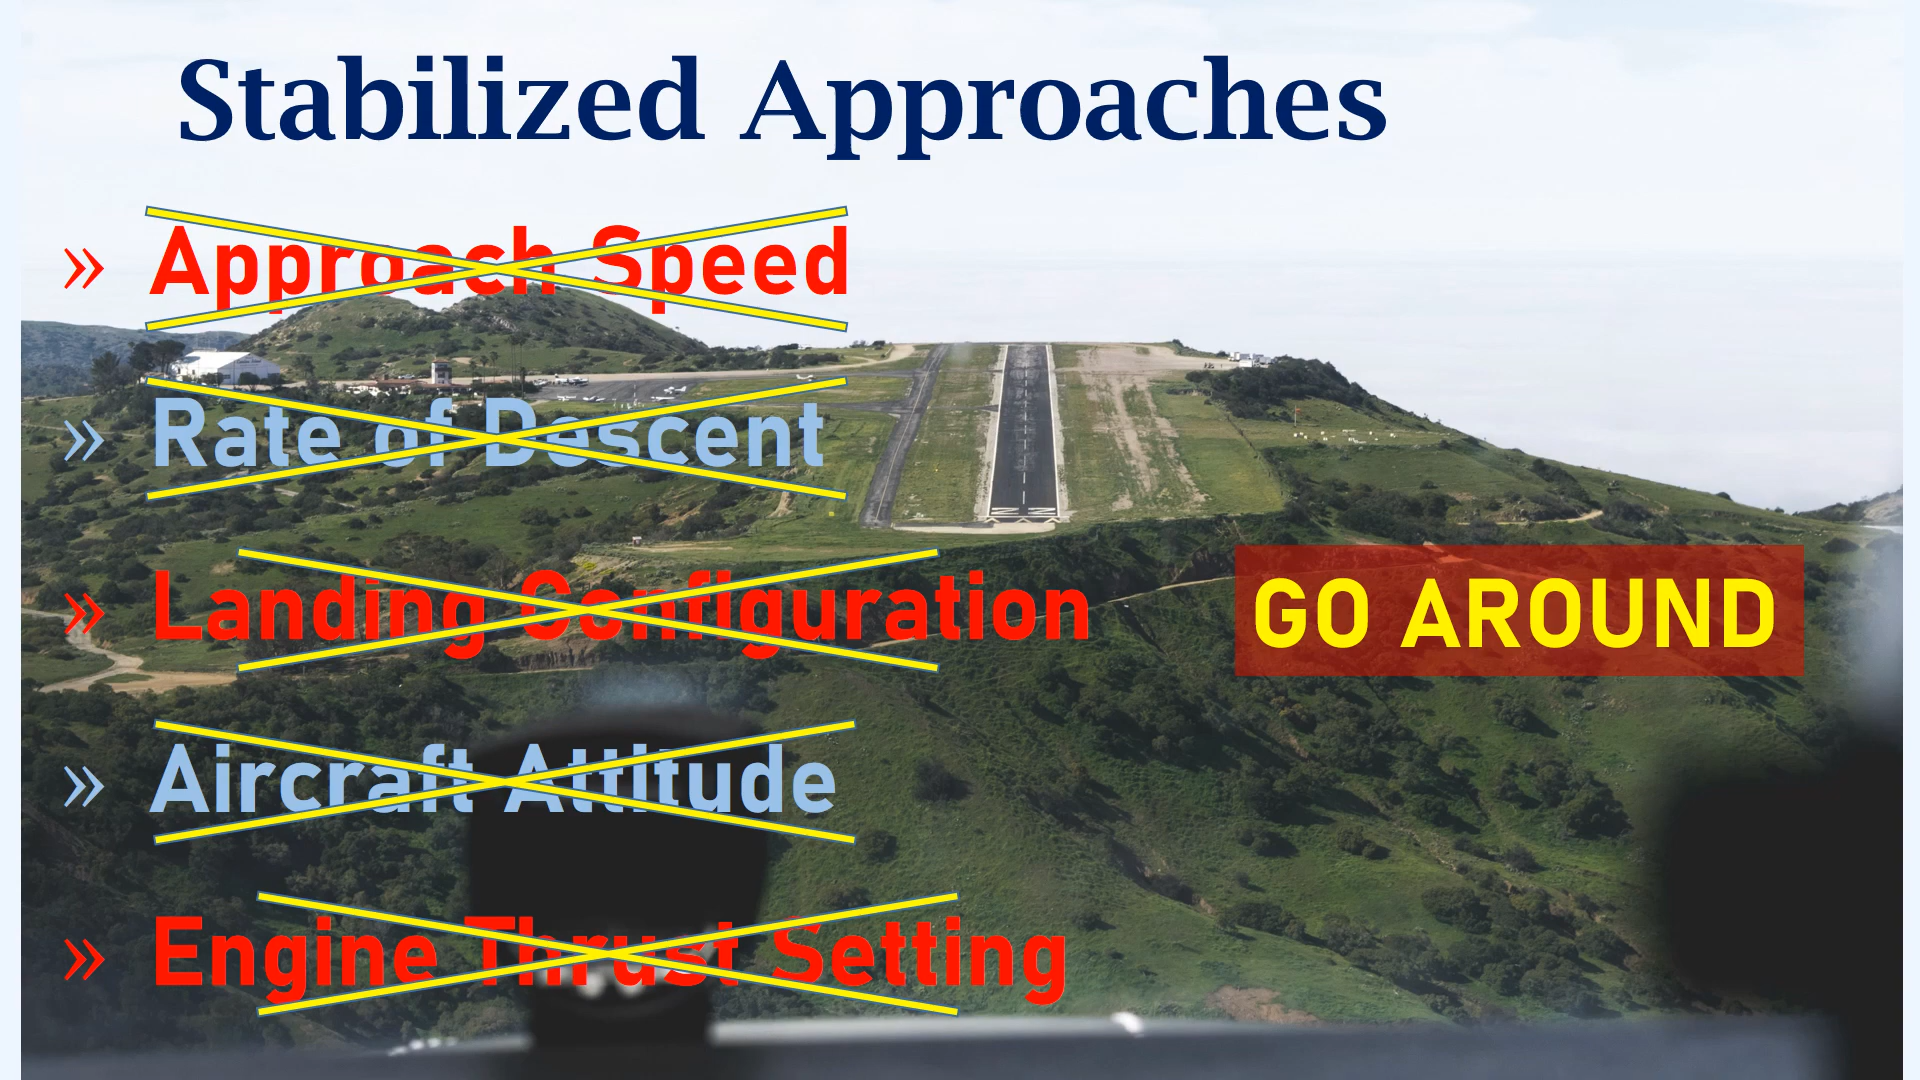 Stabilized Approaches
» Approach Speed
» Rate of Descent
» Landing Configuration
GO AROUND
» Aircraft Attitude
» Engine Thrust Setting